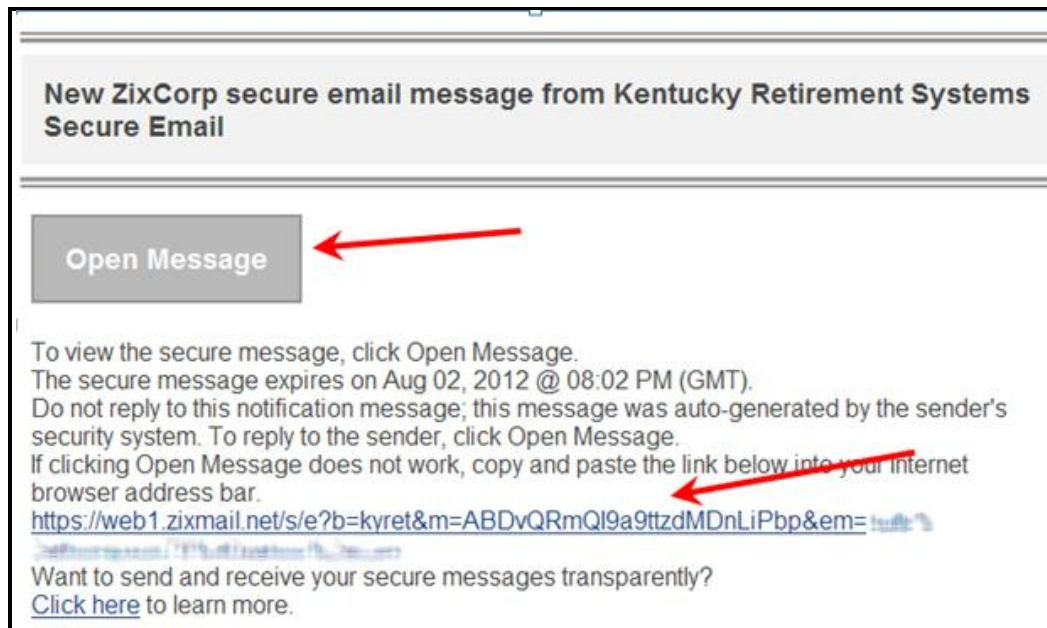 New ZixCorp secure email message from Kentucky Retirement Systems
Secure Email
Open Message
To view the secure message, click Open Message.
The secure message expires on Aug 02, 2012 @ 08:02 PM (GMT).
Do not reply to this notification message; this message was auto-generated by the sender's
security system. To reply to the sender, click Open Message.
If clicking Open Message does not work, copy and paste the link below into your Internet
browser address bar.
https://web1.zixmail.net/s/e?b=kyret&m=ABDvQRmQl9a9ttzdMDnLiPbp&em=
Want to send and receive your secure messages transparently?
Click here to learn more.